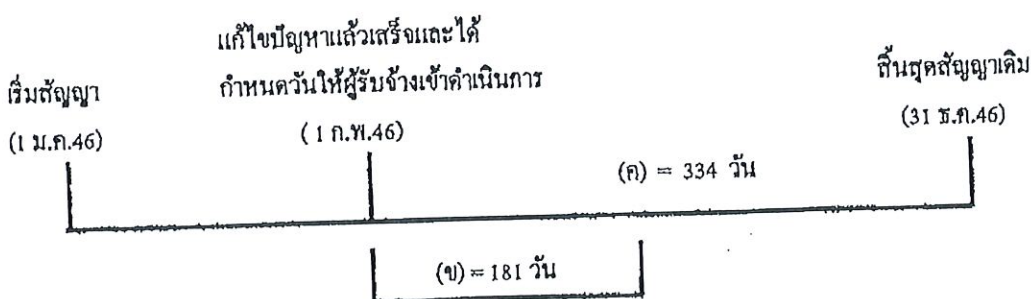 แก้ไขปัญหาแล้วเสร็จและได้
กำหนดวันให้ผู้รับจ้างเข้าดำเนินการ
เริ่มสัญญา
(1 ม.ค.46)
( 1 ก.พ.46)
สิ้นสุดสัญญาเดิม
(31 ธ.ค.46)
(ค) = 334 วัน
(ข) = 181 วัน